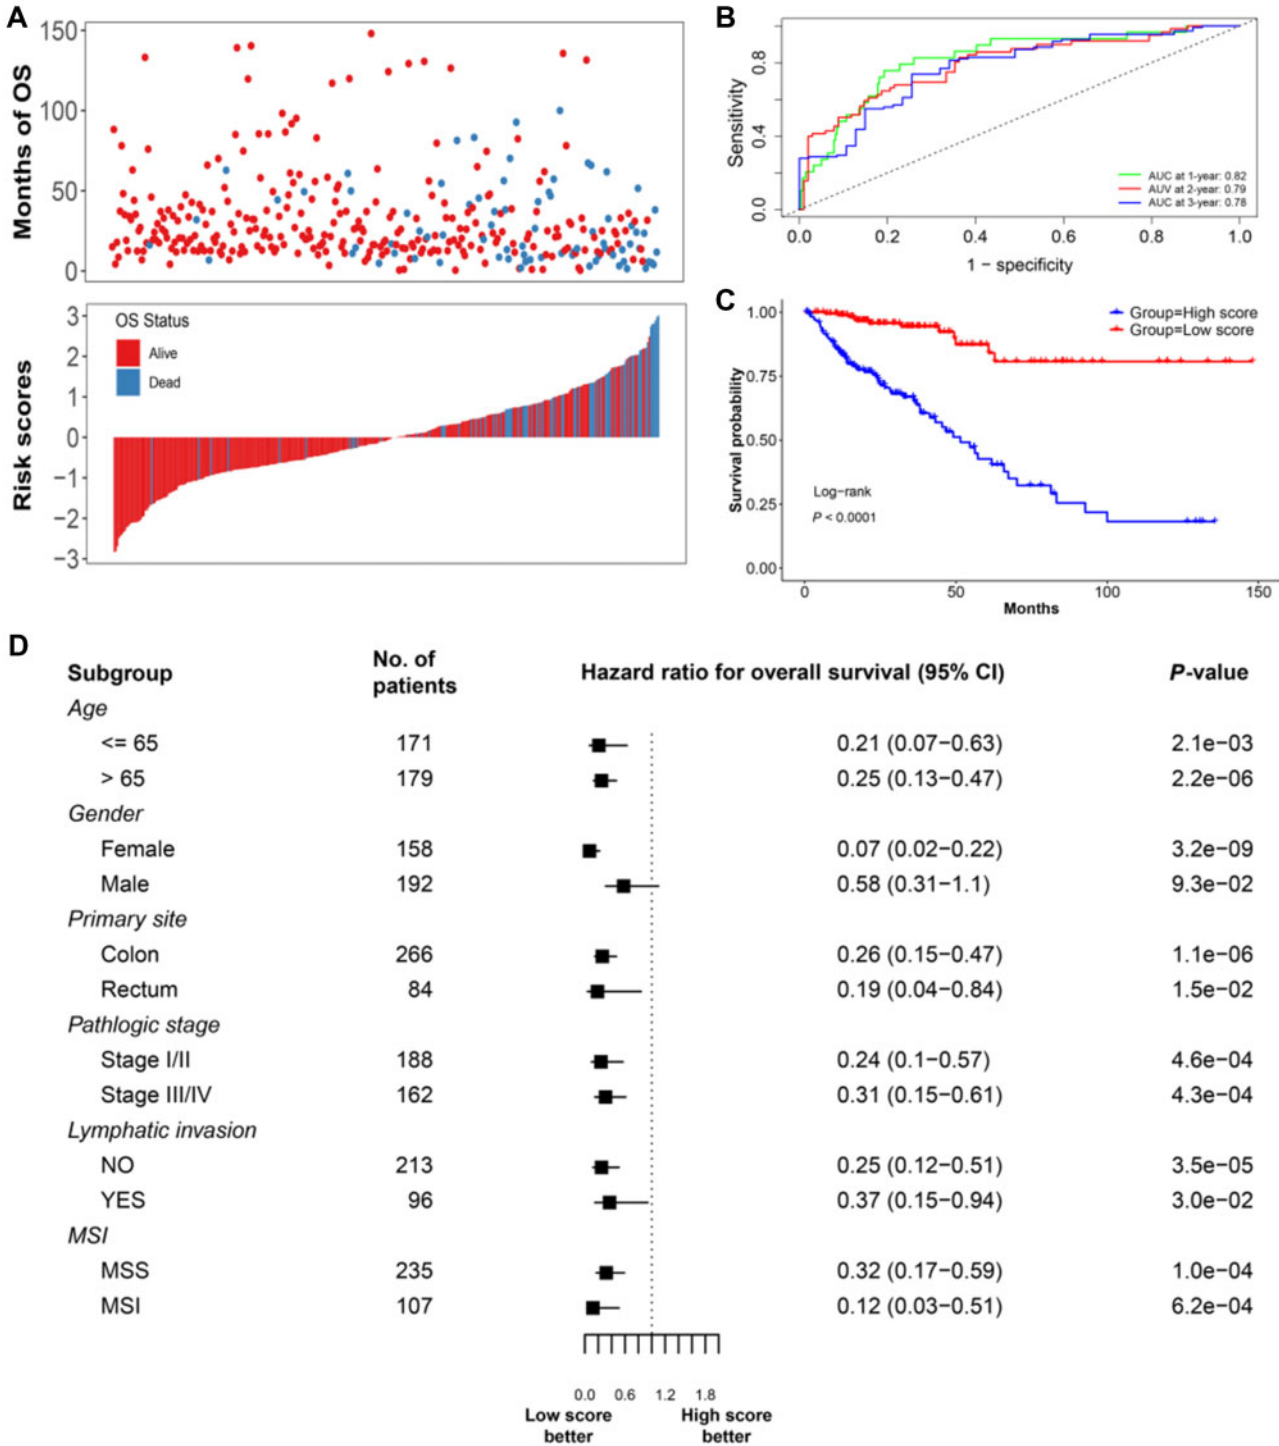 A
Months of OS
150
100
50
0
Risk scores
3
2
1
0
−1
−2
−3
OS Status
Alive
Dead
B
Sensitivity
0.8
0.4
0.0
AUC at 1-year: 0.82
AUV at 2-year: 0.79
AUC at 3-year: 0.78
0.0 0.2 0.4 0.6 0.8 1.0
1 − specificity
C
Survival probability
1.00
0.75
0.50
0.25
0.00
Group=High score
Group=Low score
Log−rank
P < 0.0001
0 50 100 150
Months
D
Subgroup No. of patients Hazard ratio for overall survival (95% CI) P-value
Age
<= 65 171 0.21 (0.07−0.63) 2.1e−03
> 65 179 0.25 (0.13−0.47) 2.2e−06
Gender
Female 158 0.07 (0.02−0.22) 3.2e−09
Male 192 0.58 (0.31−1.1) 9.3e−02
Primary site
Colon 266 0.26 (0.15−0.47) 1.1e−06
Rectum 84 0.19 (0.04−0.84) 1.5e−02
Pathlogic stage
Stage I/II 188 0.24 (0.1−0.57) 4.6e−04
Stage III/IV 162 0.31 (0.15−0.61) 4.3e−04
Lymphatic invasion
NO 213 0.25 (0.12−0.51) 3.5e−05
YES 96 0.37 (0.15−0.94) 3.0e−02
MSI
MSS 235 0.32 (0.17−0.59) 1.0e−04
MSI 107 0.12 (0.03−0.51) 6.2e−04
0.0 0.6 1.2 1.8
Low score High score
better better